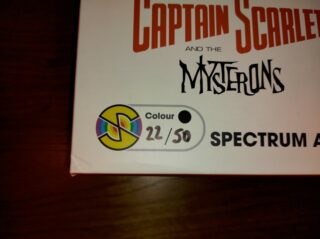 CAPTAIN SCARLET
AND THE
MYSTERONS
Colour
22/50
SPECTRUM A